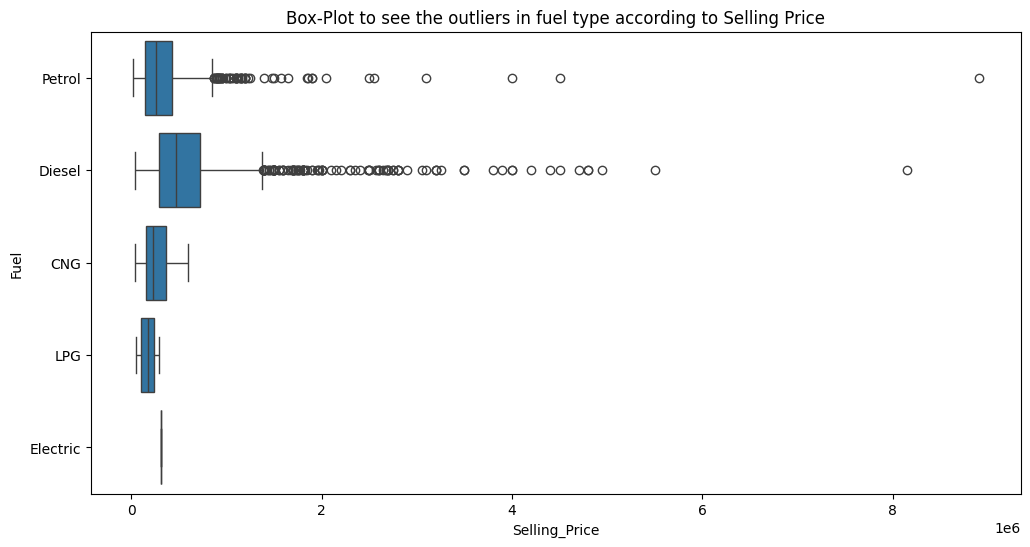 Box-Plot to see the outliers in fuel type according to Selling Price
Petrol
Diesel
CNG
LPG
Electric
Fuel
0 2 4 6 8
1e6
Selling_Price